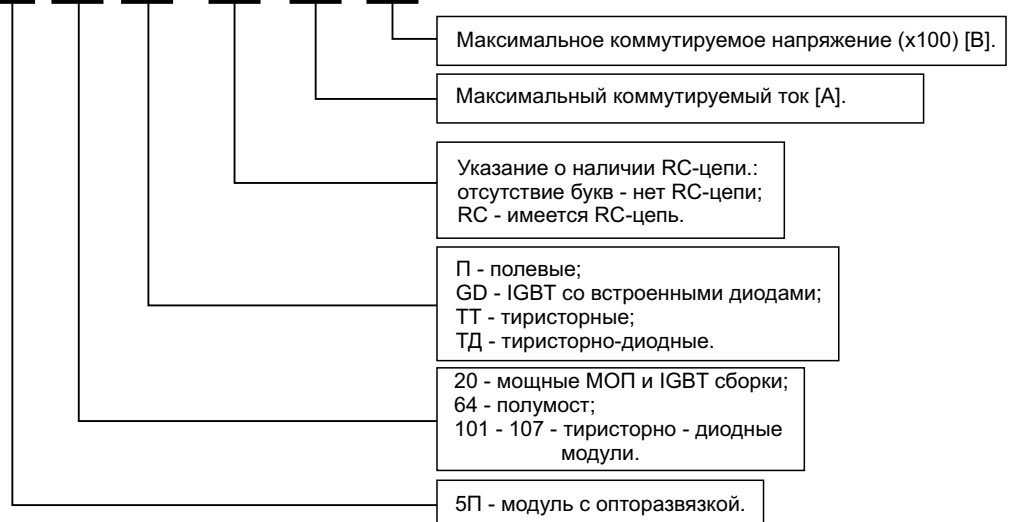 Максимальное коммутируемое напряжение (x100) [В].
Максимальный коммутируемый ток [А].
Указание о наличии RC-цепи.:
отсутствие букв - нет RC-цепи;
RC - имеется RC-цепь.
П - полевые;
GD - IGBT со встроенными диодами;
ТТ - тиристорные;
ТД - тиристорно-диодные.
20 - мощные МОП и IGBT сборки;
64 - полумост;
101 - 107 - тиристорно - диодные
модули.
5П - модуль с опторазвязкой.